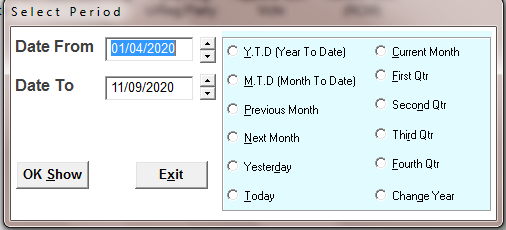 Select Period
Date From 01/04/2020
Date To 11/09/2020
OK Show Exit
Y.T.D (Year To Date)
M.T.D (Month To Date)
Previous Month
Next Month
Yesterday
Today
Current Month
First Qtr
Second Qtr
Third Qtr
Fourth Qtr
Change Year